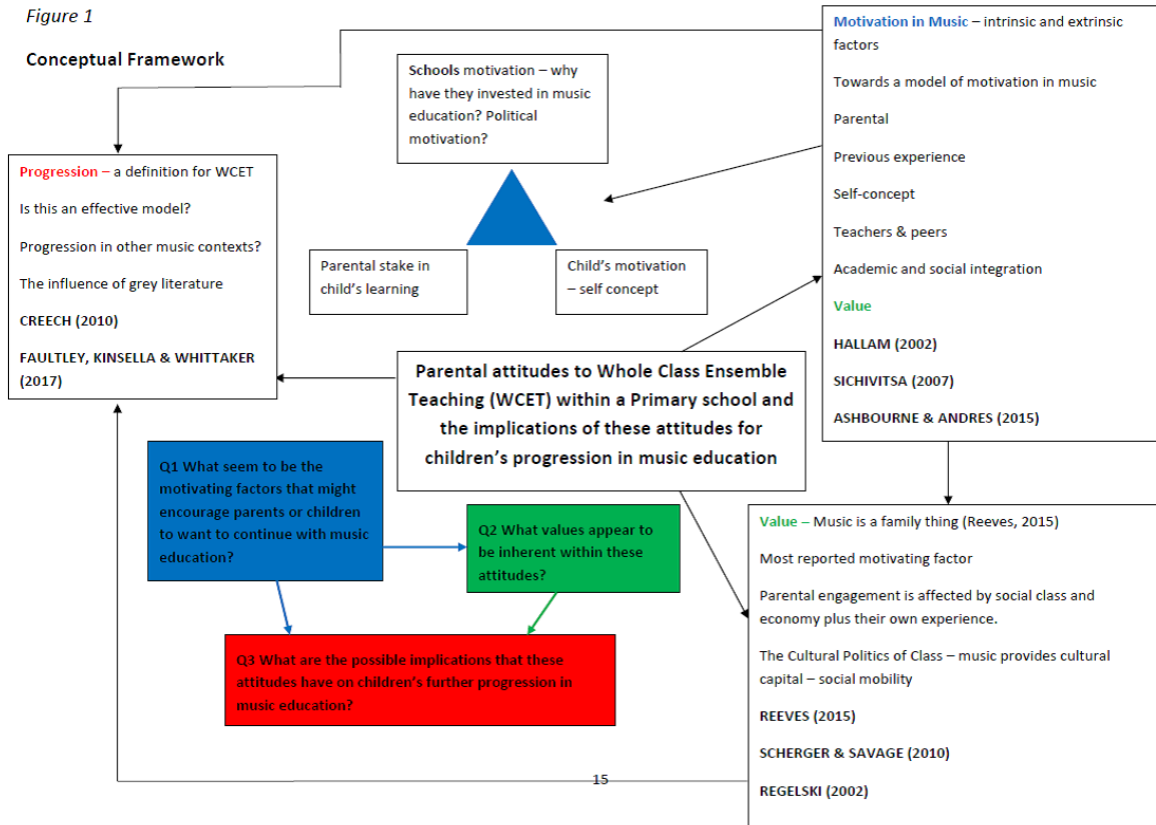 Figure 1
Conceptual Framework
Schools motivation – why
have they invested in music
education? Political
motivation?
Parental stake in
child's learning
Child's motivation
– self concept
Motivation in Music – intrinsic and extrinsic
factors
Towards a model of motivation in music
Parental
Previous experience
Self-concept
Teachers & peers
Academic and social integration
Value
HALLAM (2002)
SICHIVITSA (2007)
ASHBOURNE & ANDRES (2015)
Progression – a definition for WCET
Is this an effective model?
Progression in other music contexts?
The influence of grey literature
CREECH (2010)
FAULTLEY, KINSELLA & WHITTAKER
(2017)
Parental attitudes to Whole Class Ensemble
Teaching (WCET) within a Primary school and
the implications of these attitudes for
children's progression in music education
Q1 What seem to be the
motivating factors that might
encourage parents or children
to want to continue with music
education?
Q2 What values appear to
be inherent within these
attitudes?
Q3 What are the possible implications that these
attitudes have on children's further progression in
music education?
Value – Music is a family thing (Reeves, 2015)
Most reported motivating factor
Parental engagement is affected by social class and
economy plus their own experience.
The Cultural Politics of Class – music provides cultural
capital – social mobility
REEVES (2015)
SCHERGER & SAVAGE (2010)
REGELSKI (2002)
15